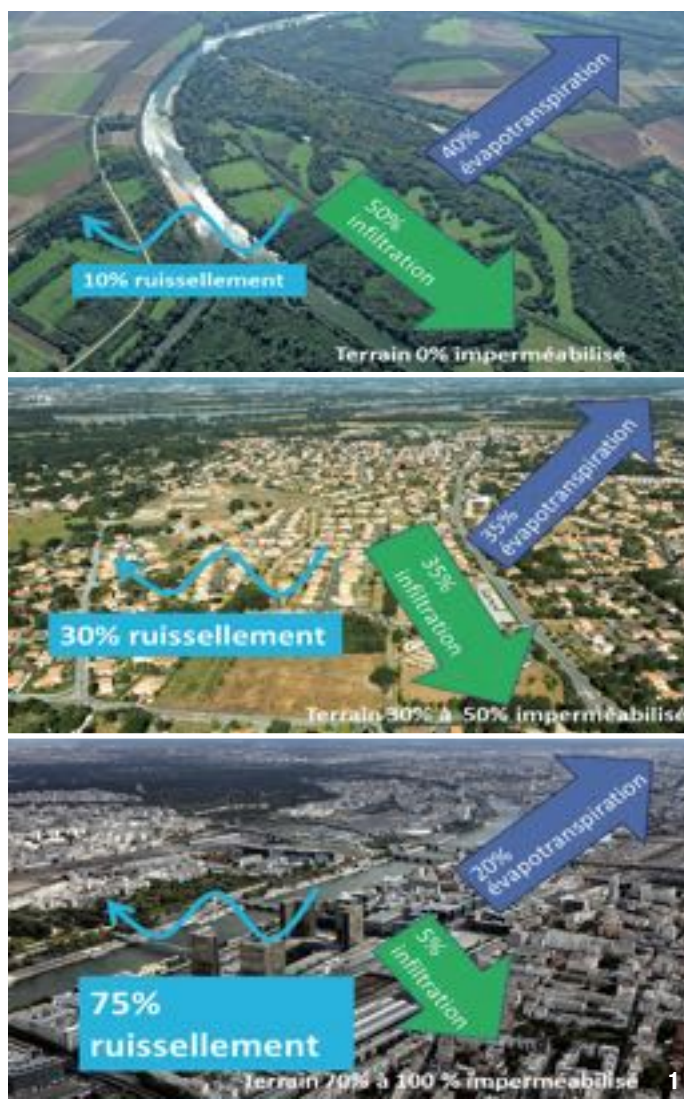 40%
évapotranspiration
50%
infiltration
10% ruissellement
Terrain 0% imperméabilisé
35%
évapotranspiration
35%
infiltration
30% ruissellement
Terrain 30% à 50% imperméabilisé
20%
évapotranspiration
5%
infiltration
75%
ruissellement
Terrain 70% à 100 % imperméabilisé
1